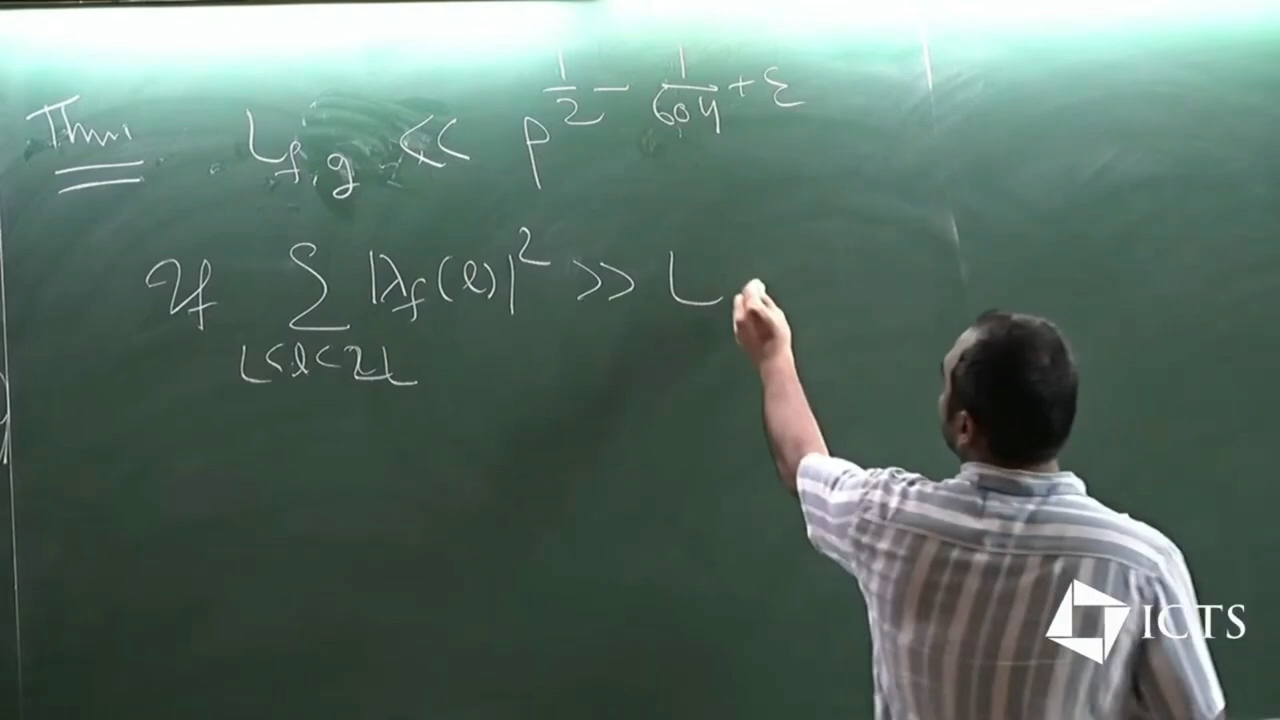 Thm: L_{f,g} << p^{1/2 - 1/604 + ε}
If ∑_{L<l<2L} |λ_f(l)|^2 >> L
ICTS